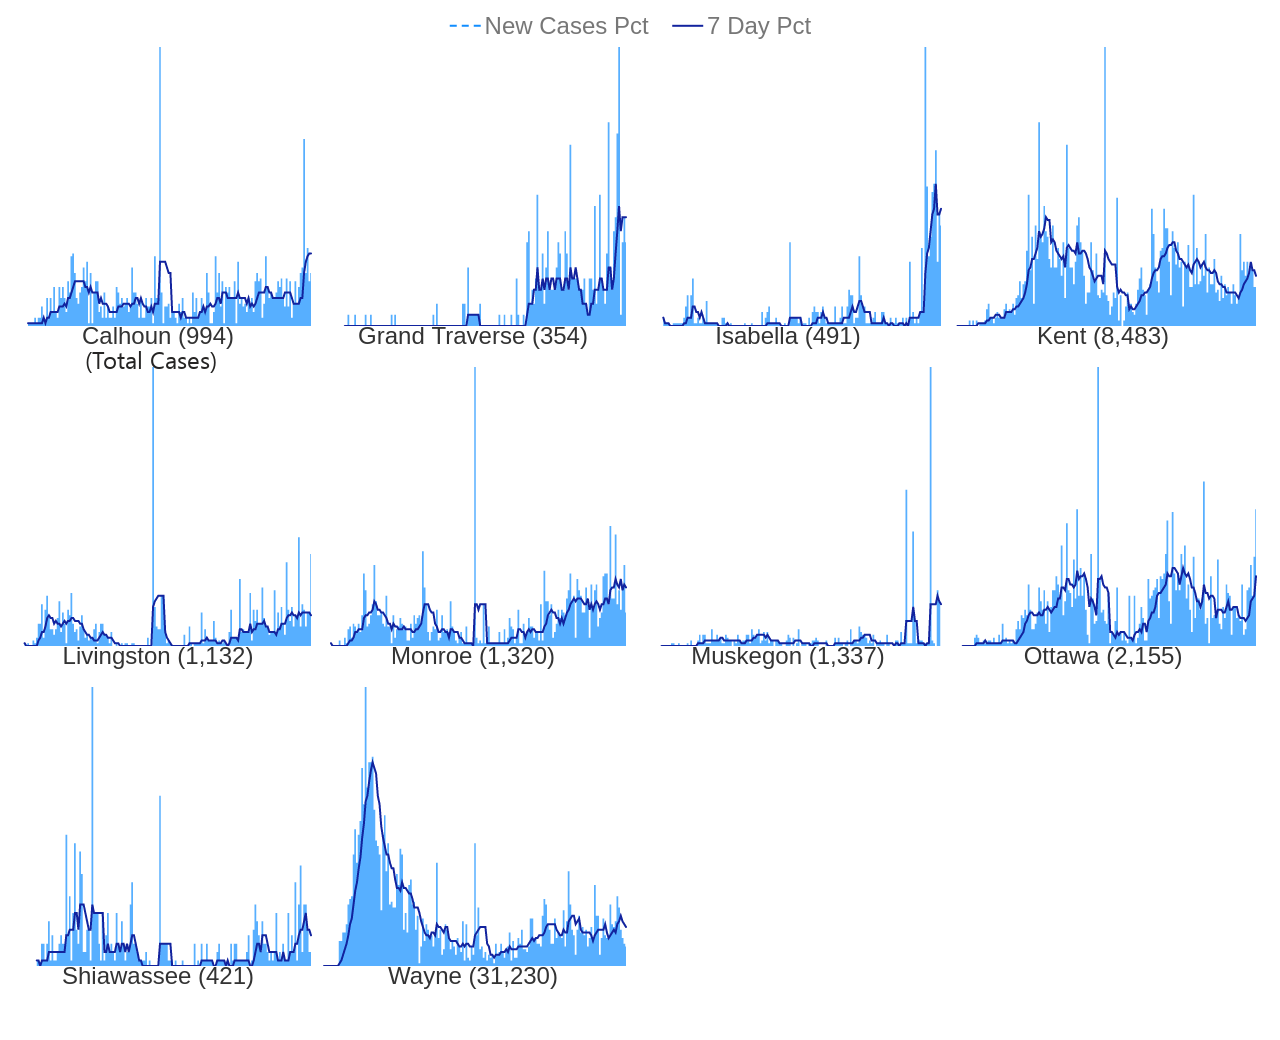 New Cases Pct 7 Day Pct
Calhoun (994) Grand Traverse (354) Isabella (491) Kent (8,483)
(Total Cases)
Livingston (1,132) Monroe (1,320) Muskegon (1,337) Ottawa (2,155)
Shiawassee (421) Wayne (31,230)